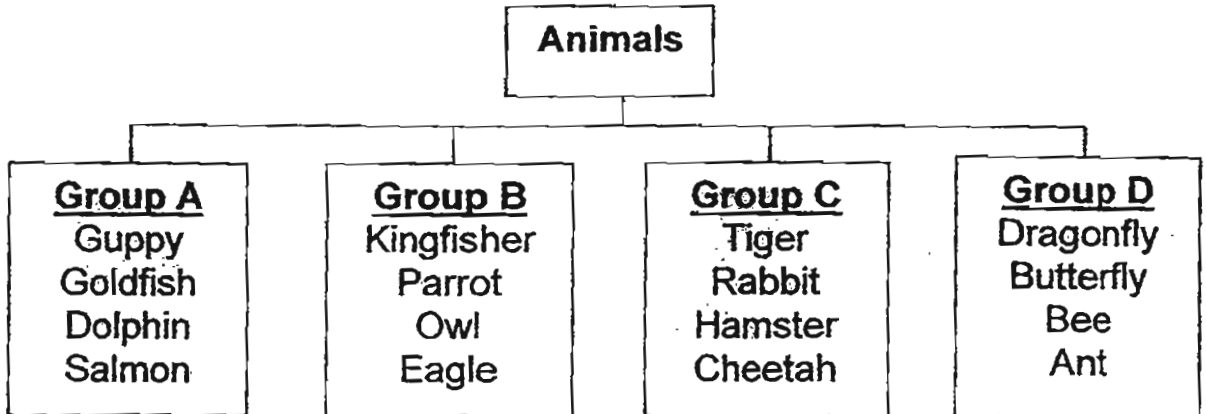 Animals
Group A
Guppy
Goldfish
Dolphin
Salmon
Group B
Kingfisher
Parrot
Owl
Eagle
Group C
Tiger
Rabbit
Hamster
Cheetah
Group D
Dragonfly
Butterfly
Bee
Ant